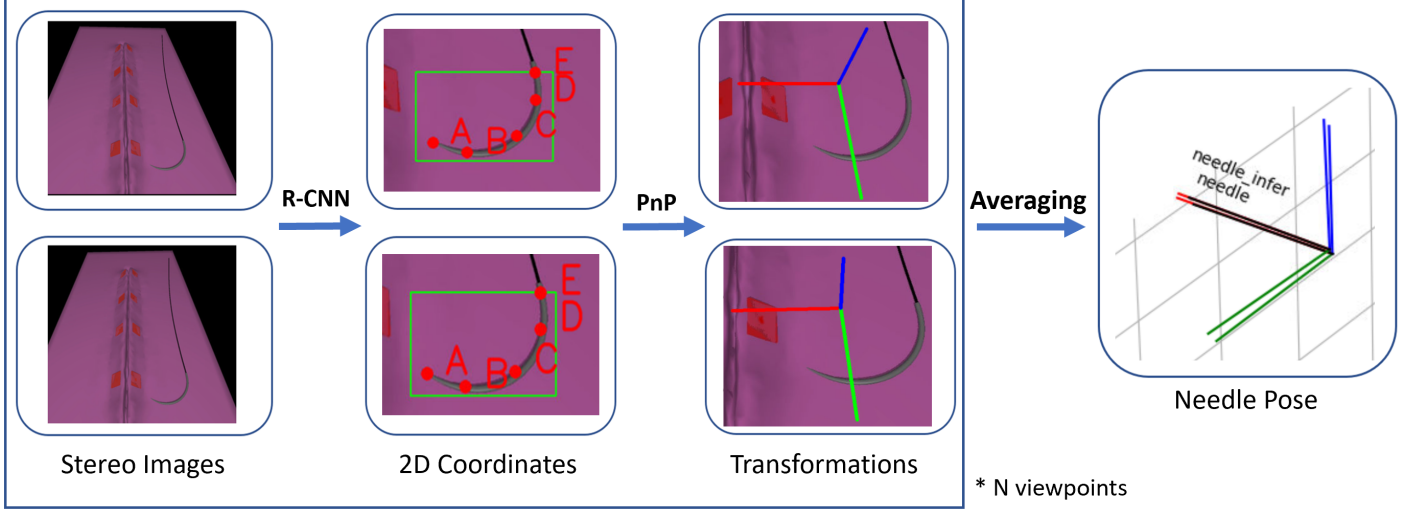 R-CNN
PnP
Averaging
A B C D E
A B C D E
needle_infer
needle
Needle Pose
Stereo Images
2D Coordinates
Transformations
* N viewpoints